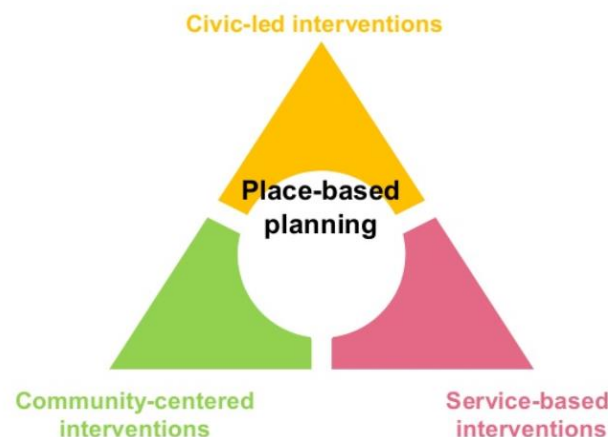 Civic-led interventions
Place-based
planning
Community-centered
interventions
Service-based
interventions